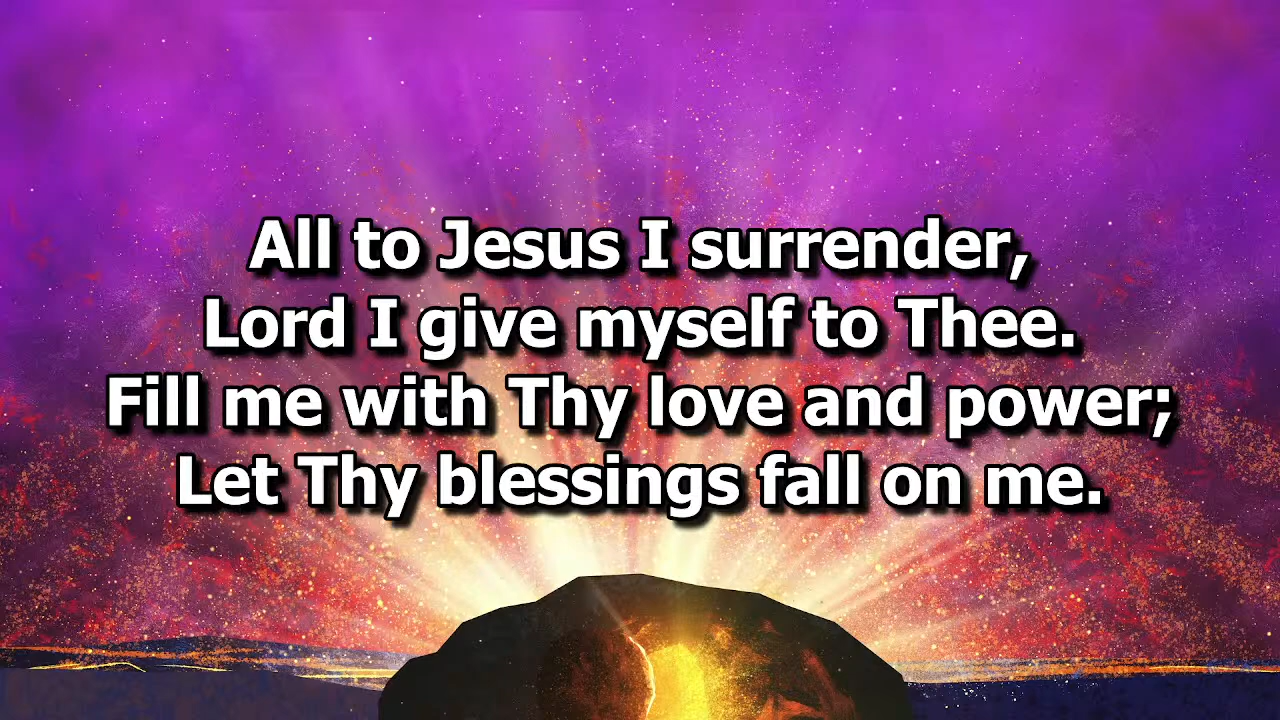 All to Jesus I surrender,
Lord I give myself to Thee.
Fill me with Thy love and power;
Let Thy blessings fall on me.